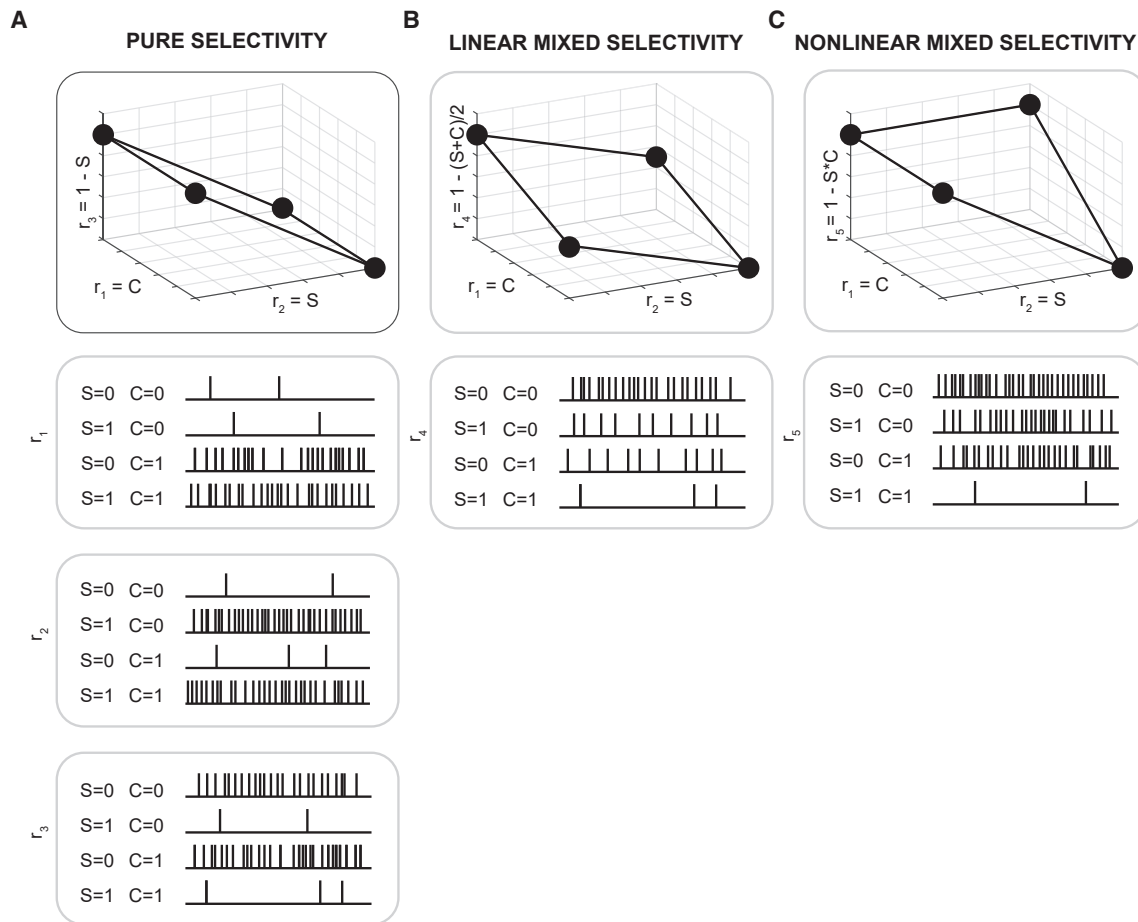 A
PURE SELECTIVITY
r₃ = 1 - S
r₁ = C
r₂ = S
r₁
S=0 C=0
S=1 C=0
S=0 C=1
S=1 C=1
r₂
S=0 C=0
S=1 C=0
S=0 C=1
S=1 C=1
r₃
S=0 C=0
S=1 C=0
S=0 C=1
S=1 C=1
B
LINEAR MIXED SELECTIVITY
r₄ = 1 - (S+C)/2
r₁ = C
r₂ = S
r₄
S=0 C=0
S=1 C=0
S=0 C=1
S=1 C=1
C
NONLINEAR MIXED SELECTIVITY
r₅ = 1 - S*C
r₁ = C
r₂ = S
r₅
S=0 C=0
S=1 C=0
S=0 C=1
S=1 C=1